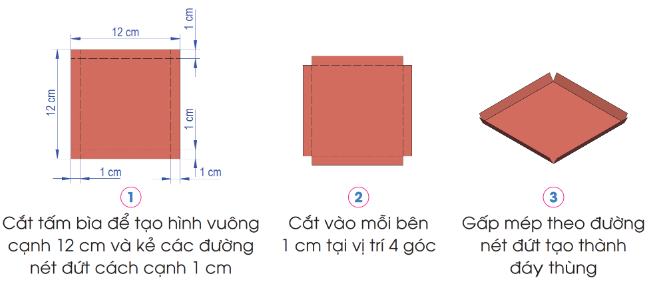 12 cm
1 cm
12 cm
1 cm
1 cm
1 cm
1
2
3
Cắt tấm bìa để tạo hình vuông
cạnh 12 cm và kẻ các đường
nét đứt cách cạnh 1 cm
Cắt vào mỗi bên
1 cm tại vị trí 4 góc
Gấp mép theo đường
nét đứt tạo thành
đáy thùng